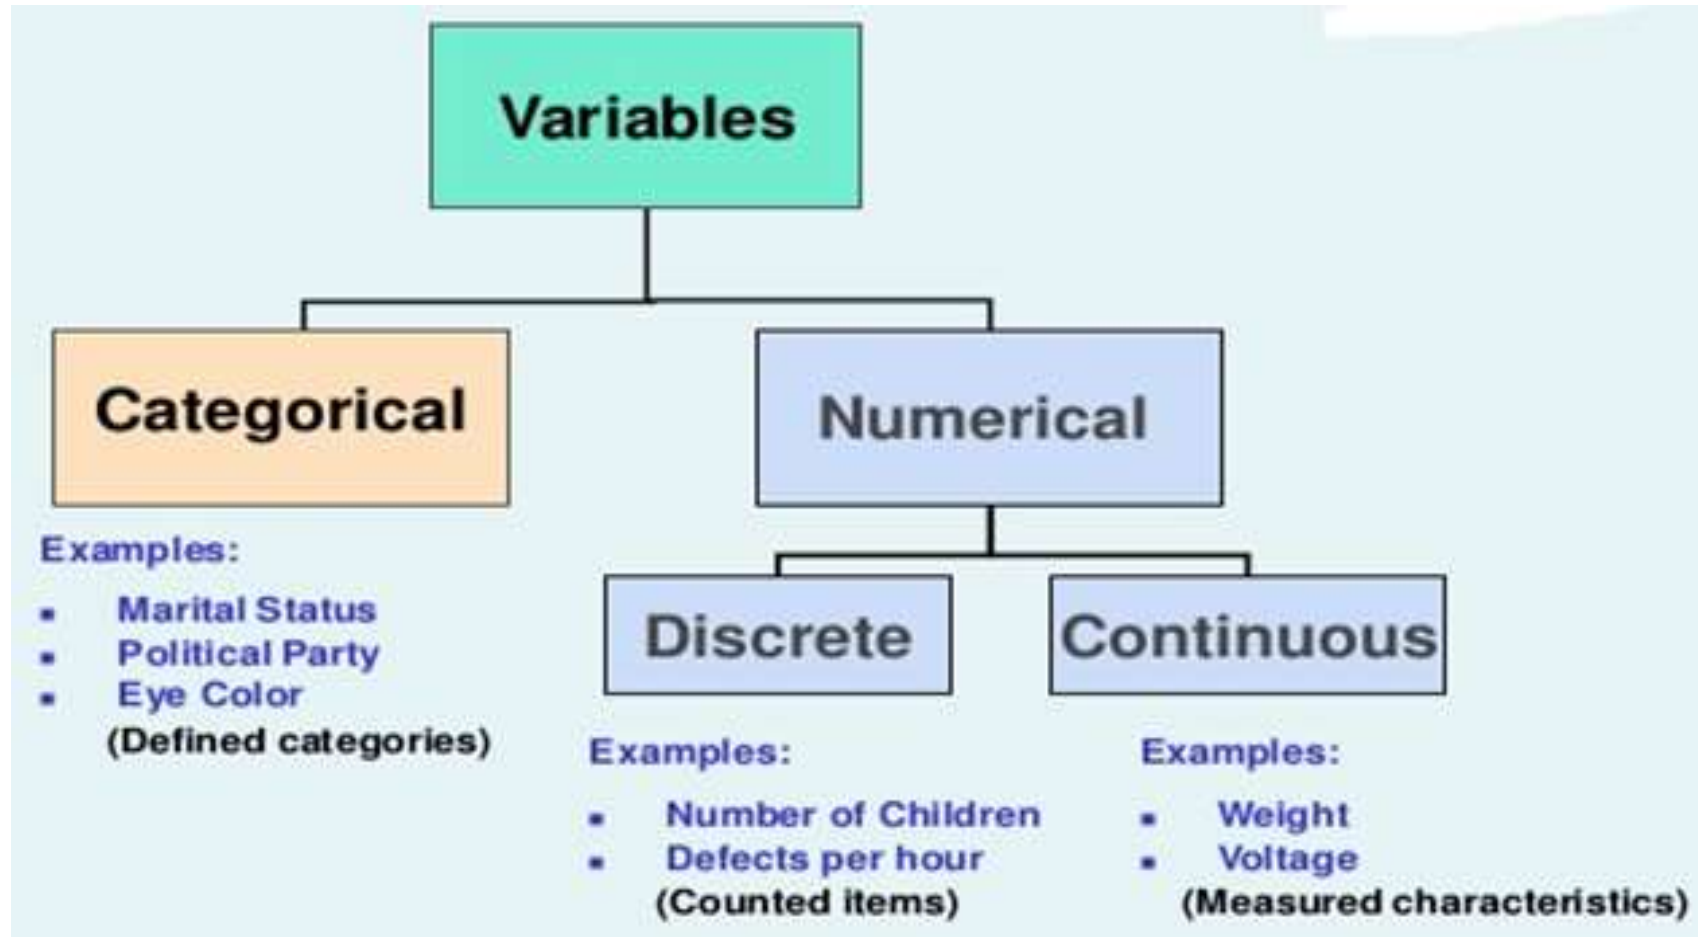 Variables
Categorical
Numerical
Examples:
▪ Marital Status
▪ Political Party
▪ Eye Color
(Defined categories)
Discrete
Continuous
Examples:
▪ Number of Children
▪ Defects per hour
(Counted items)
Examples:
▪ Weight
▪ Voltage
(Measured characteristics)